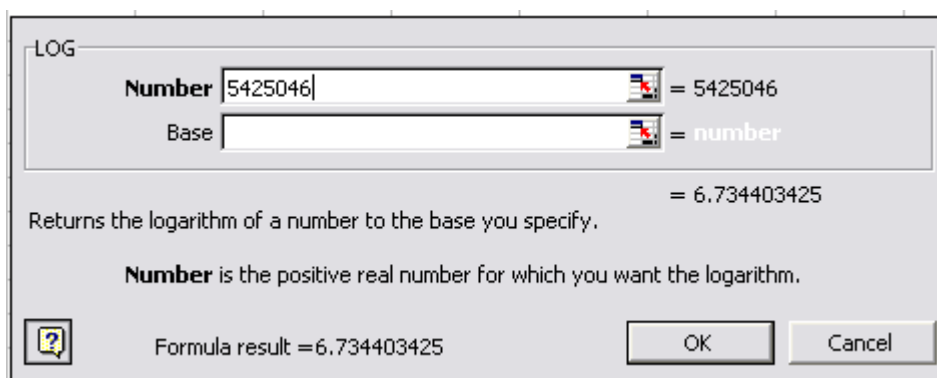 LOG
Number 5425046 = 5425046
Base = number
= 6.734403425
Returns the logarithm of a number to the base you specify.
Number is the positive real number for which you want the logarithm.
Formula result =6.734403425 OK Cancel